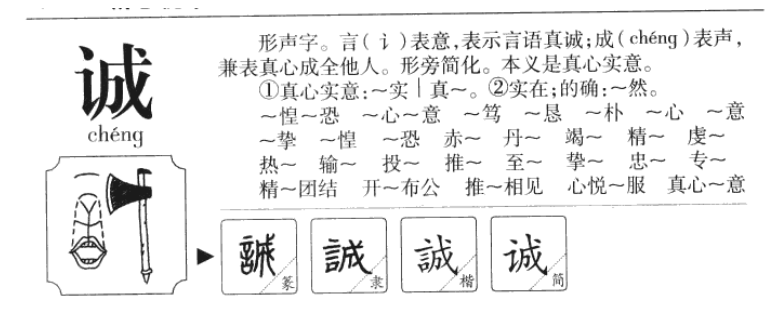 诚
chéng
形声字。言(讠)表意,表示言语真诚;成(chéng)表声,
兼表真心成全他人。形旁简化。本义是真心实意。
①真心实意:~实|真~。②实在;的确:~然。
~惶~恐 ~心~意 ~笃 ~恳 ~朴 ~心 ~意
~挚 ~惶 ~恐 赤~ 丹~ 竭~ 精~ 虔~
热~ 输~ 投~ 推~ 至~ 挚~ 忠~ 专~
精~团结 开~布公 推~相见 心悦~服 真心~意
誠 篆 誠 隶 誠 楷 诚 简